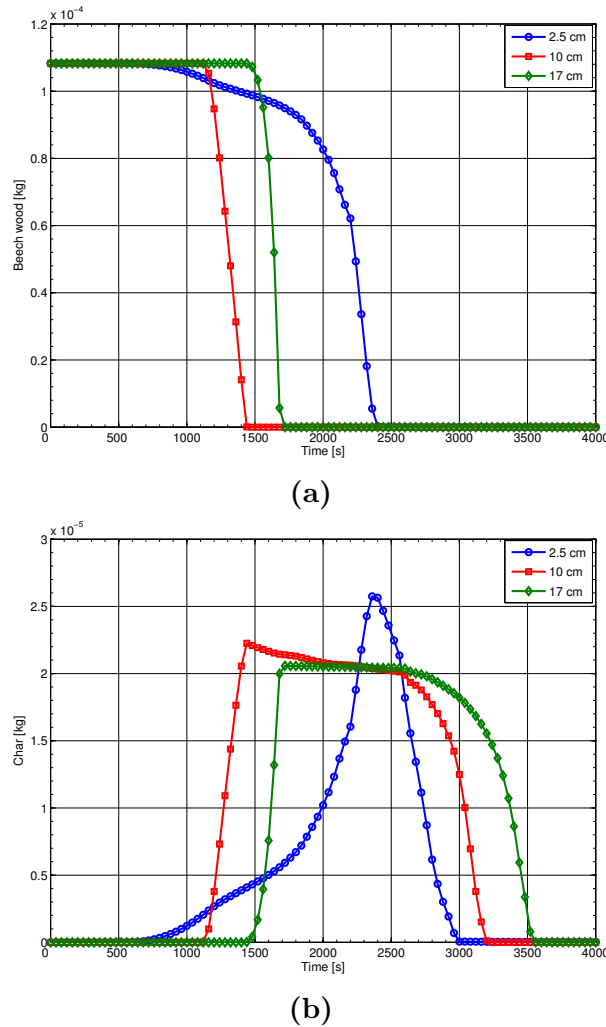 x 10⁻⁴
1.2
1
0.8
0.6
0.4
0.2
0
Beech wood [kg]
0 500 1000 1500 2000 2500 3000 3500 4000
Time [s]
2.5 cm
10 cm
17 cm
(a)
x 10⁻⁵
3
2.5
2
1.5
1
0.5
0
Char [kg]
0 500 1000 1500 2000 2500 3000 3500 4000
Time [s]
2.5 cm
10 cm
17 cm
(b)